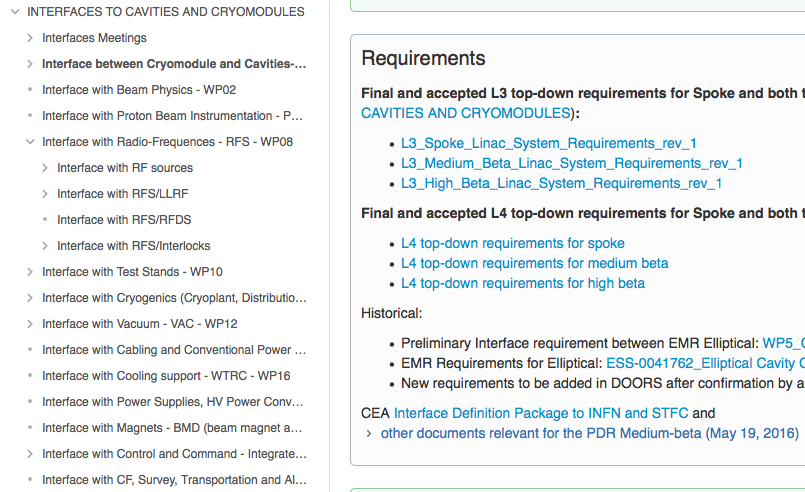 INTERFACES TO CAVITIES AND CRYOMODULES
Interfaces Meetings
Interface between Cryomodule and Cavities-...
Interface with Beam Physics - WP02
Interface with Proton Beam Instrumentation - P...
Interface with Radio-Frequences - RFS - WP08
Interface with RF sources
Interface with RFS/LLRF
Interface with RFS/RFDS
Interface with RFS/Interlocks
Interface with Test Stands - WP10
Interface with Cryogenics (Cryoplant, Distributio...
Interface with Vacuum - VAC - WP12
Interface with Cabling and Conventional Power ...
Interface with Cooling support - WTRC - WP16
Interface with Power Supplies, HV Power Conv...
Interface with Magnets - BMD (beam magnet a...
Interface with Control and Command - Integrate...
Interface with CF, Survey, Transportation and Al...
Requirements
Final and accepted L3 top-down requirements for Spoke and both t
CAVITIES AND CRYOMODULES):
L3_Spoke_Linac_System_Requirements_rev_1
L3_Medium_Beta_Linac_System_Requirements_rev_1
L3_High_Beta_Linac_System_Requirements_rev_1
Final and accepted L4 top-down requirements for Spoke and both t
L4 top-down requirements for spoke
L4 top-down requirements for medium beta
L4 top-down requirements for high beta
Historical:
Preliminary Interface requirement between EMR Elliptical: WP5_
EMR Requirements for Elliptical: ESS-0041762_Elliptical Cavity
New requirements to be added in DOORS after confirmation by a
CEA Interface Definition Package to INFN and STFC and
other documents relevant for the PDR Medium-beta (May 19, 2016)